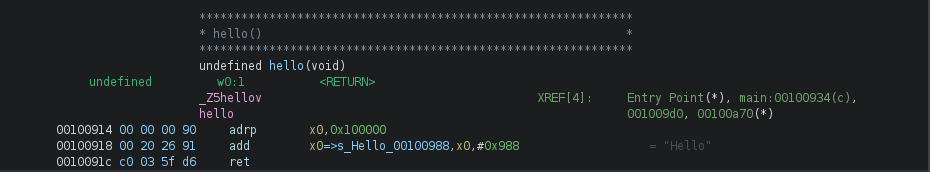 **************************************************************
* hello() *
**************************************************************
undefined hello(void)
undefined w0:1 <RETURN>
_Z5hellov XREF[4]: Entry Point(*), main:00100934(c),
hello 001009d0, 00100a70(*)
00100914 00 00 00 90 adrp x0,0x100000
00100918 00 20 26 91 add x0=>s_Hello_00100988,x0,#0x988 = "Hello"
0010091c c0 03 5f d6 ret